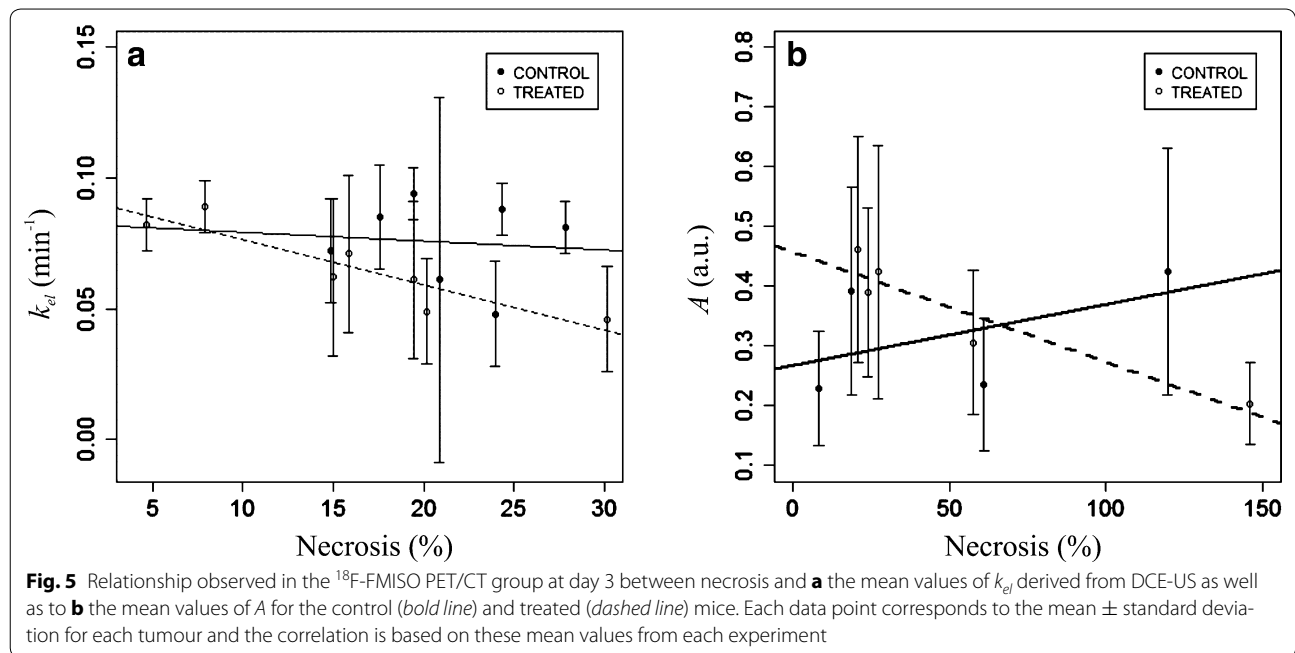 a
0.15
0.10
0.05
0.00
k_el (min⁻¹)
CONTROL
TREATED
5 10 15 20 25 30
Necrosis (%)
b
0.8
0.7
0.6
0.5
0.4
0.3
0.2
0.1
A (a.u.)
CONTROL
TREATED
0 50 100 150
Necrosis (%)
Fig. 5 Relationship observed in the ¹⁸F-FMISO PET/CT group at day 3 between necrosis and a the mean values of k_el derived from DCE-US as well
as to b the mean values of A for the control (bold line) and treated (dashed line) mice. Each data point corresponds to the mean ± standard devia-
tion for each tumour and the correlation is based on these mean values from each experiment